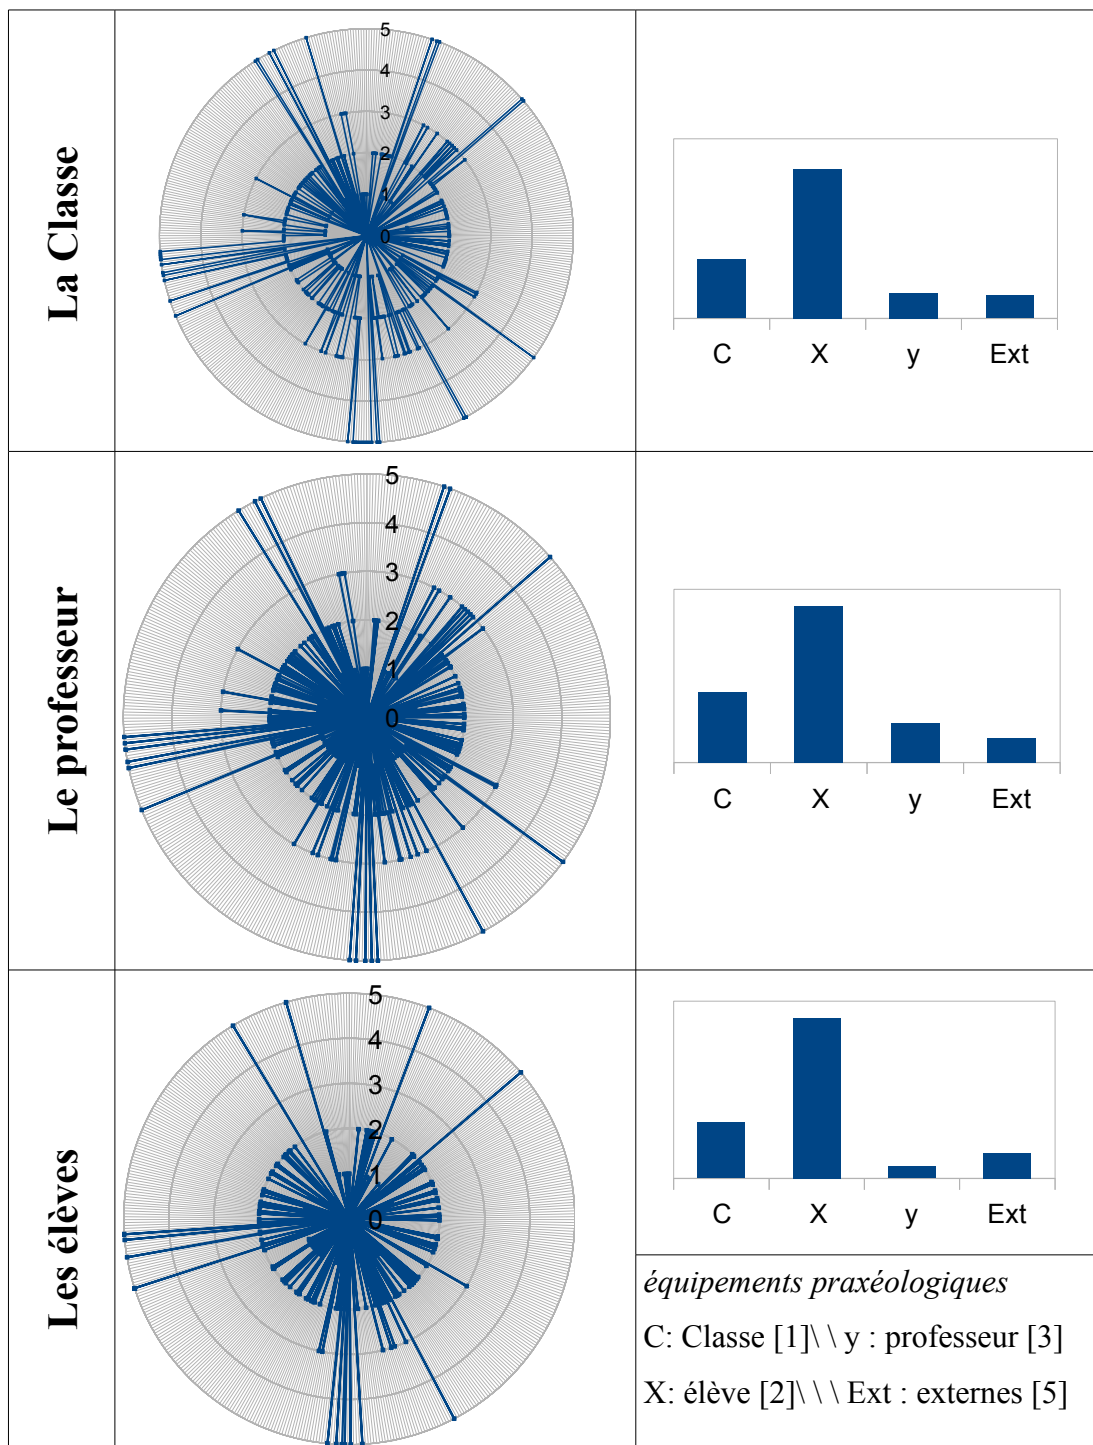 La Classe
5
4
3
2
1
0
C X y Ext
Le professeur
5
4
3
2
1
0
C X y Ext
Les élèves
5
4
3
2
1
0
C X y Ext
équipements praxéologiques
C: Classe [1]\ \ y : professeur [3]
X: élève [2]\ \ \ Ext : externes [5]